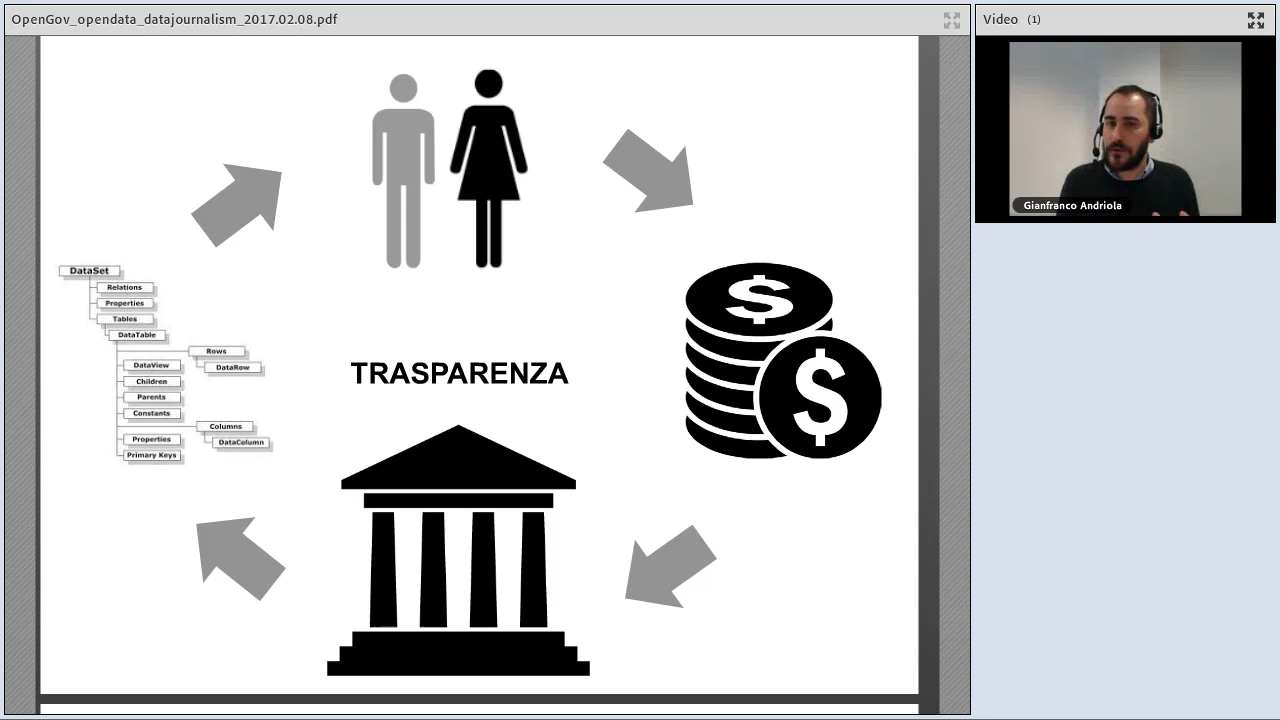 OpenGov_opendata_datajournalism_2017.02.08.pdf
Video (1)
Gianfranco Andriola
DataSet
Relations
Properties
Tables
DataTable
Rows
DataView
DataRow
Children
Parents
Constants
Columns
Properties
DataColumn
Primary Keys
TRASPARENZA
$
$